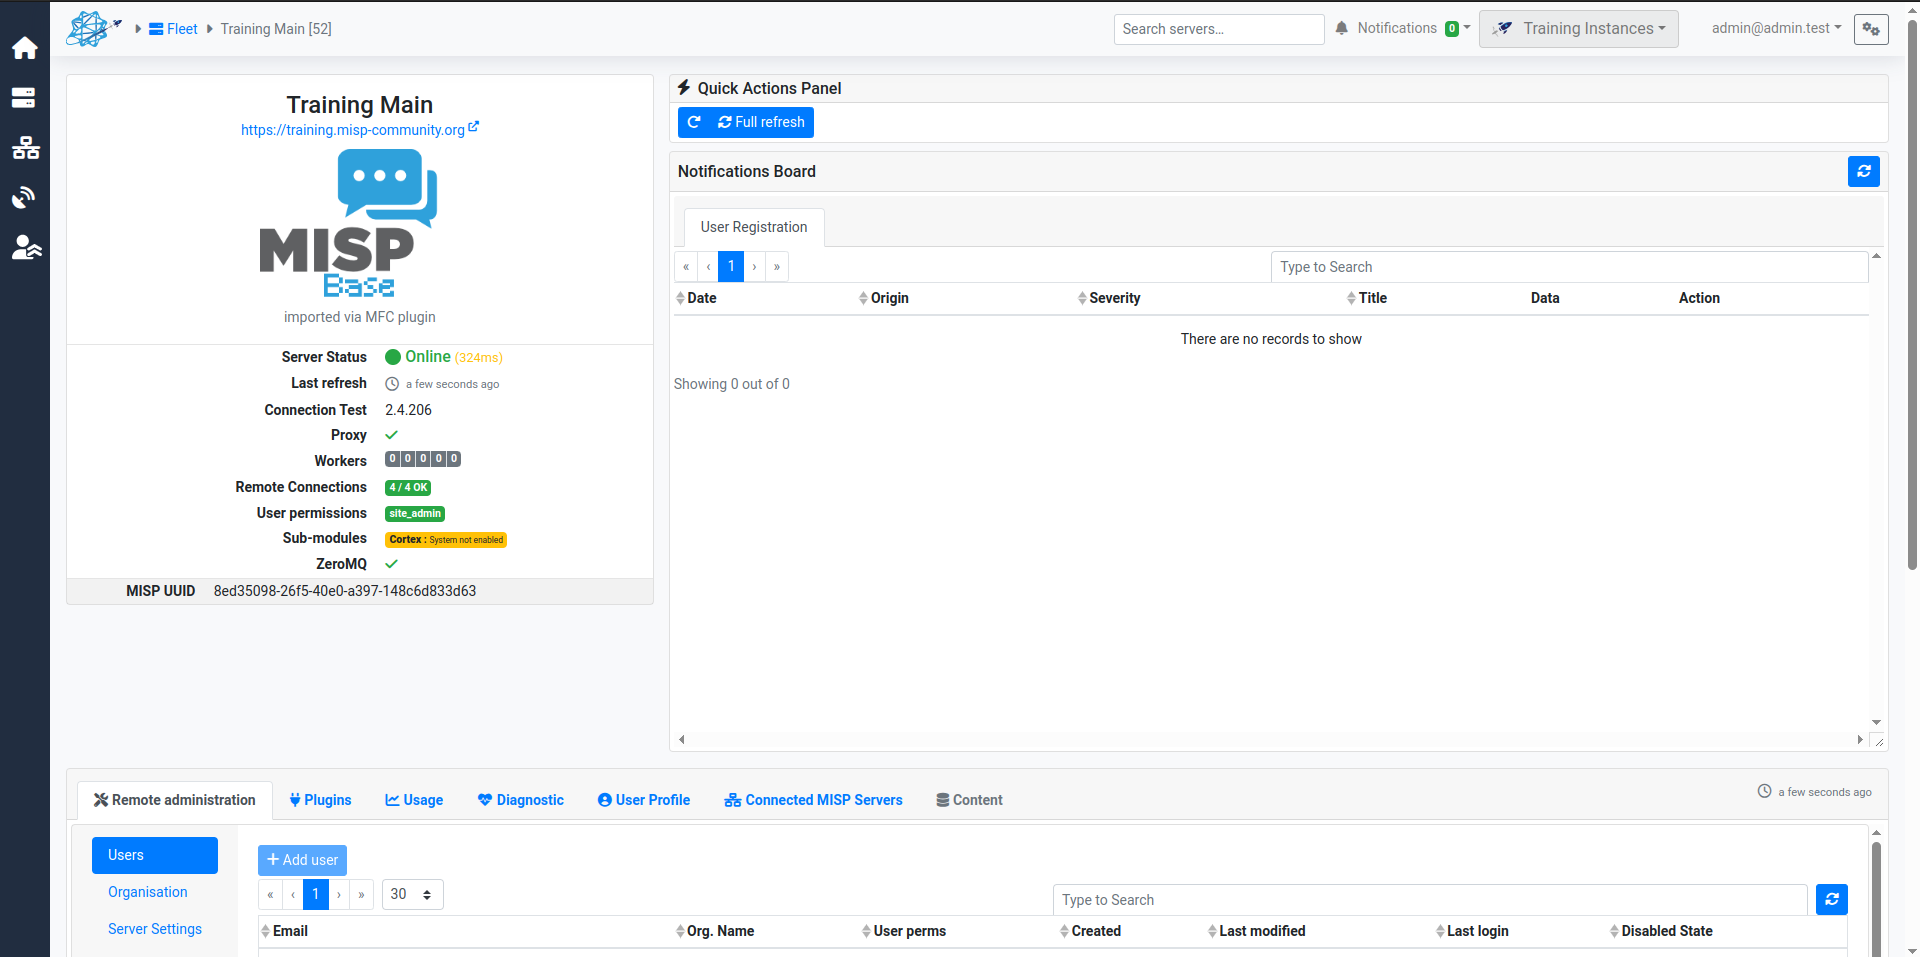 Fleet Training Main [52]
Search servers...
Notifications 0
Training Instances
admin@admin.test
Training Main
https://training.misp-community.org
MISP
Base
imported via MFC plugin
Server Status Online (324ms)
Last refresh a few seconds ago
Connection Test 2.4.206
Proxy
Workers 0 0 0 0 0
Remote Connections 4 / 4 OK
User permissions site_admin
Sub-modules Cortex : System not enabled
ZeroMQ
MISP UUID 8ed35098-26f5-40e0-a397-148c6d833d63
Quick Actions Panel
Full refresh
Notifications Board
User Registration
« ‹ 1 › »
Type to Search
Date Origin Severity Title Data Action
There are no records to show
Showing 0 out of 0
Remote administration Plugins Usage Diagnostic User Profile Connected MISP Servers Content
a few seconds ago
Users
Organisation
Server Settings
+ Add user
« ‹ 1 › » 30
Type to Search
Email Org. Name User perms Created Last modified Last login Disabled State